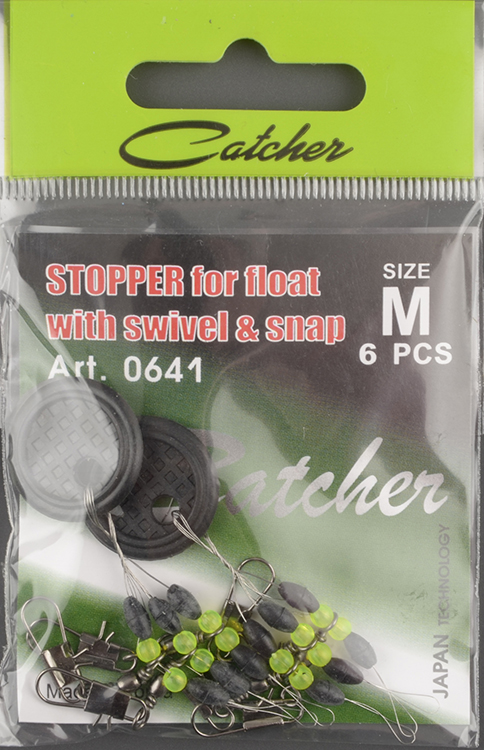 Catcher
STOPPER for float
with swivel & snap
Art. 0641
SIZE
M
6 PCS
Catcher
JAPAN TECHNOLOGY